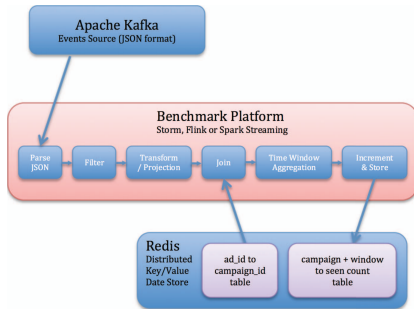 Apache Kafka
Events Source (JSON format)
Benchmark Platform
Storm, Flink or Spark Streaming
Parse
JSON
Filter
Transform
/ Projection
Join
Time Window
Aggregation
Increment
& Store
Redis
Distributed
Key/Value
Date Store
ad_id to
campaign_id
table
campaign + window
to seen count
table